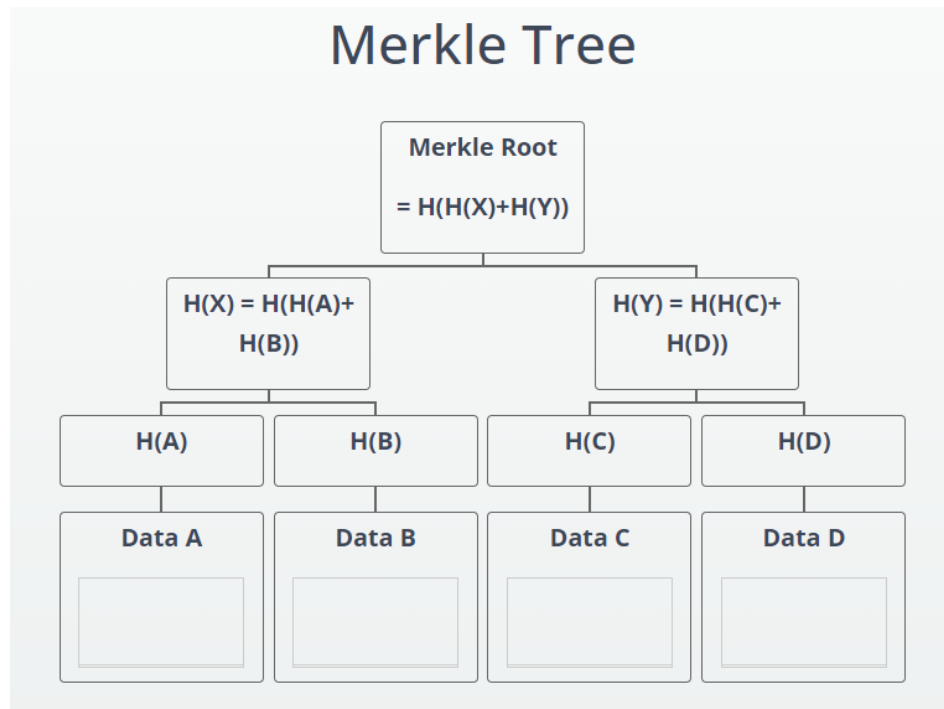 Merkle Tree
Merkle Root
= H(H(X)+H(Y))
H(X) = H(H(A)+
H(B))
H(Y) = H(H(C)+
H(D))
H(A)
H(B)
H(C)
H(D)
Data A
Data B
Data C
Data D